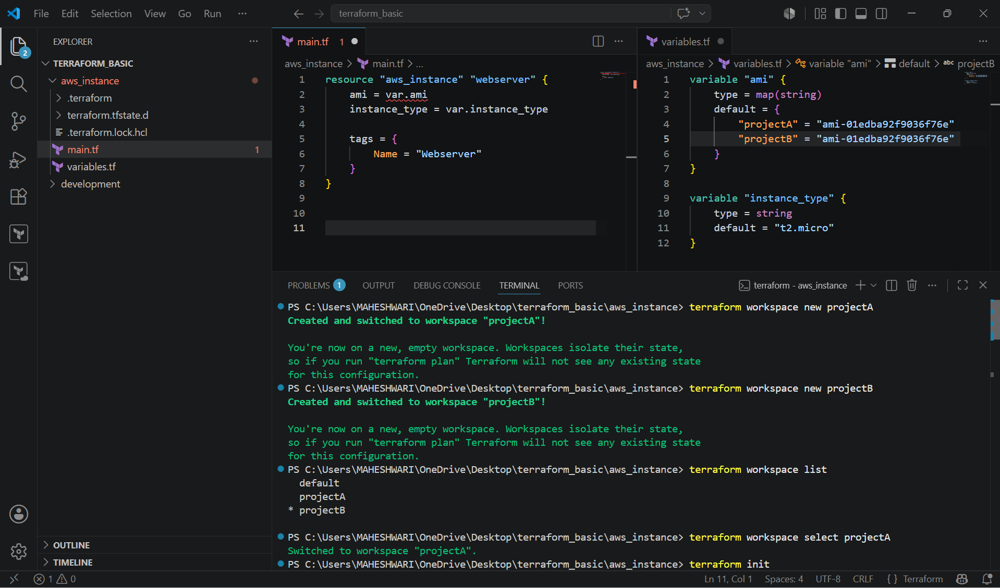 File Edit Selection View Go Run ···
terraform_basic
EXPLORER
TERRAFORM_BASIC
aws_instance
.terraform
terraform.tfstate.d
.terraform.lock.hcl
main.tf 1
variables.tf
development
OUTLINE
TIMELINE
2
main.tf 1
aws_instance > main.tf > ...
1 resource "aws_instance" "webserver" {
2 ami = var.ami
3 instance_type = var.instance_type
4
5 tags = {
6 Name = "Webserver"
7 }
8 }
9
10
11
variables.tf
aws_instance > variables.tf > variable "ami" > default > abc projectB
1 variable "ami" {
2 type = map(string)
3 default = {
4 "projectA" = "ami-01edba92f9036f76e"
5 "projectB" = "ami-01edba92f9036f76e"
6 }
7 }
8
9 variable "instance_type" {
10 type = string
11 default = "t2.micro"
12 }
PROBLEMS 1 OUTPUT DEBUG CONSOLE TERMINAL PORTS
terraform - aws_instance
PS C:\Users\MAHESHWARI\OneDrive\Desktop\terraform_basic\aws_instance> terraform workspace new projectA
Created and switched to workspace "projectA"!
You're now on a new, empty workspace. Workspaces isolate their state,
so if you run "terraform plan" Terraform will not see any existing state
for this configuration.
PS C:\Users\MAHESHWARI\OneDrive\Desktop\terraform_basic\aws_instance> terraform workspace new projectB
Created and switched to workspace "projectB"!
You're now on a new, empty workspace. Workspaces isolate their state,
so if you run "terraform plan" Terraform will not see any existing state
for this configuration.
PS C:\Users\MAHESHWARI\OneDrive\Desktop\terraform_basic\aws_instance> terraform workspace list
default
projectA
* projectB
PS C:\Users\MAHESHWARI\OneDrive\Desktop\terraform_basic\aws_instance> terraform workspace select projectA
Switched to workspace "projectA".
PS C:\Users\MAHESHWARI\OneDrive\Desktop\terraform_basic\aws_instance> terraform init
1 0
Ln 11, Col 1 Spaces: 4 UTF-8 CRLF { } Terraform